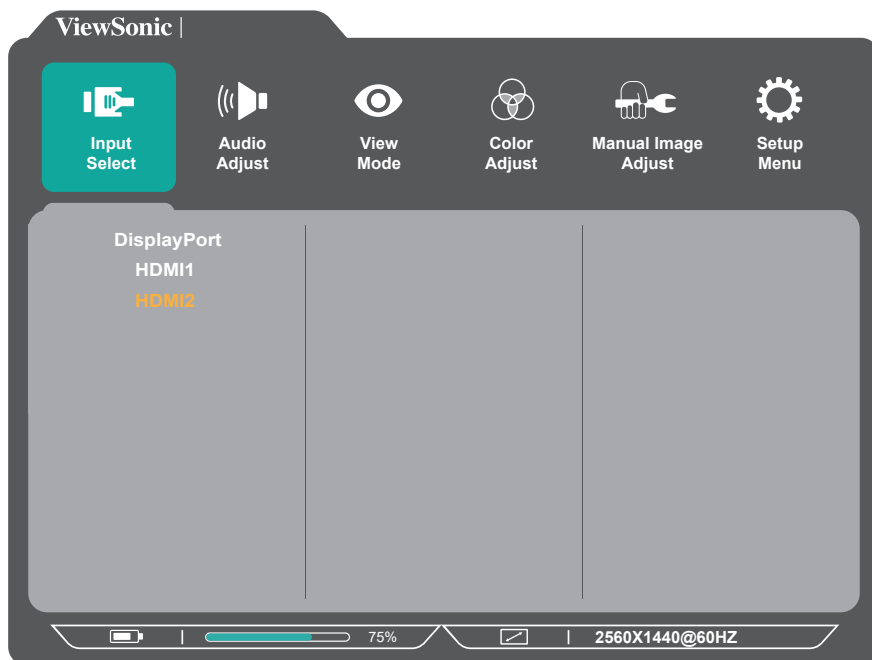 ViewSonic
Input Select
Audio Adjust
View Mode
Color Adjust
Manual Image Adjust
Setup Menu
DisplayPort
HDMI1
HDMI2
75%
2560X1440@60HZ